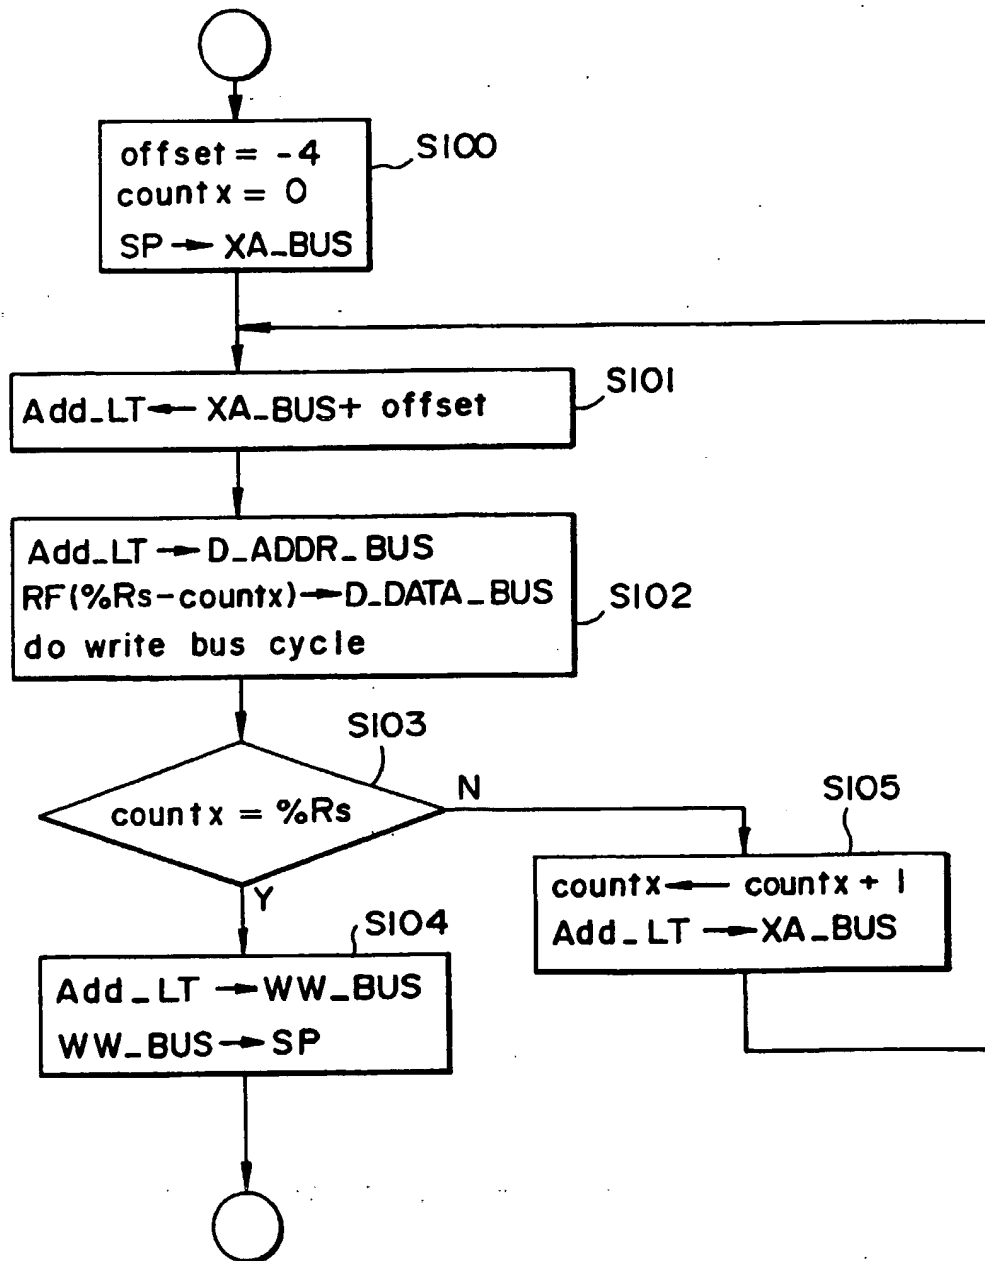 offset = -4
countx = 0
SP → XA_BUS
S100
Add_LT ← XA_BUS + offset
S101
Add_LT → D_ADDR_BUS
RF(%Rs-countx) → D_DATA_BUS
do write bus cycle
S102
S103
countx = %Rs
N
Y
S105
countx ← countx + 1
Add_LT → XA_BUS
S104
Add_LT → WW_BUS
WW_BUS → SP